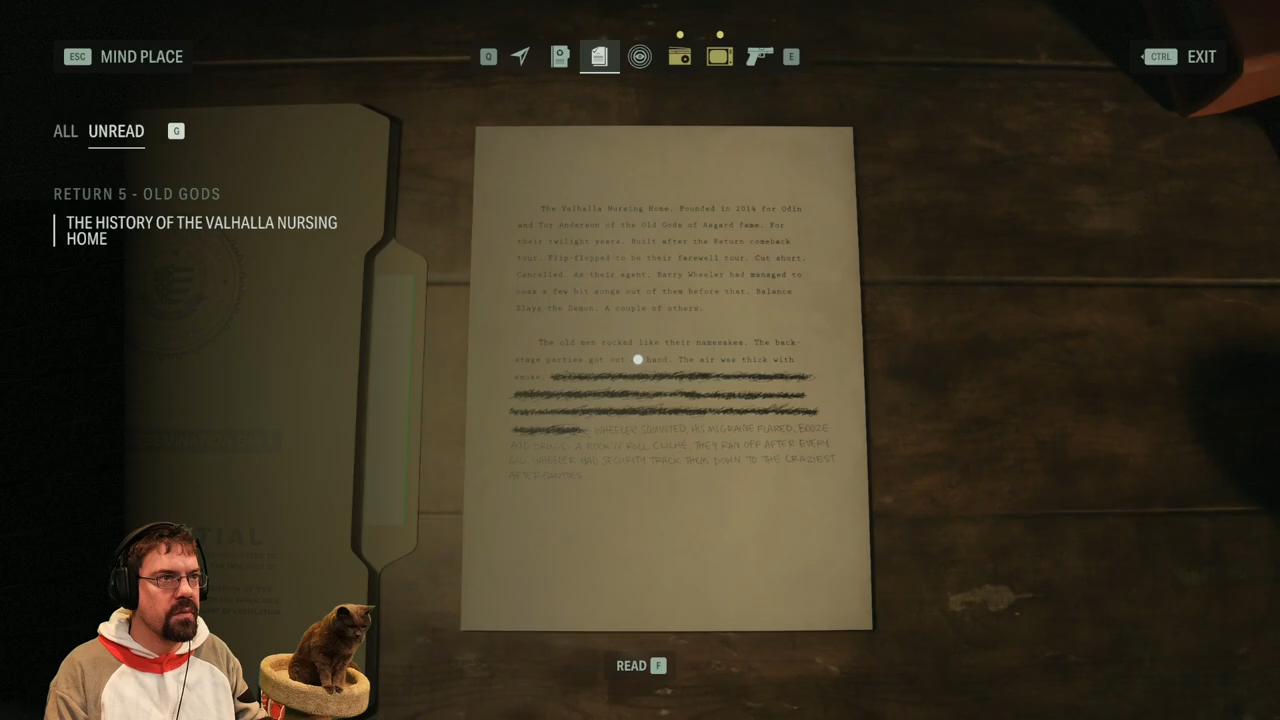 ESC MIND PLACE
Q
E
CTRL EXIT
ALL UNREAD G
RETURN 5 - OLD GODS
THE HISTORY OF THE VALHALLA NURSING
HOME
The Valhalla Nursing Home. Founded in 2014 for Odin
and Tor Anderson of the Old Gods of Asgard fame. For
their twilight years. Built after the Return comeback
tour. Flip-flopped to be their farewell tour. Cut short.
Cancelled. As their agent, Barry Wheeler had managed to
coax a few hit songs out of them before that. Balance
Slays the Demon. A couple of others.
The old men rocked like their namesakes. The back-
stage parties got out hand. The air was thick with
smoke.
WHEELER SQUINTED, HIS MIGRAINE FLARED. BOOZE
AND DRUGS. A ROCK'N'ROLL CLICHÉ. THEY RAN OFF AFTER EVERY
GIG. WHEELER HAD SECURITY TRACK THEM DOWN TO THE CRAZIEST
AFTER-PARTIES.
TIAL
READ F